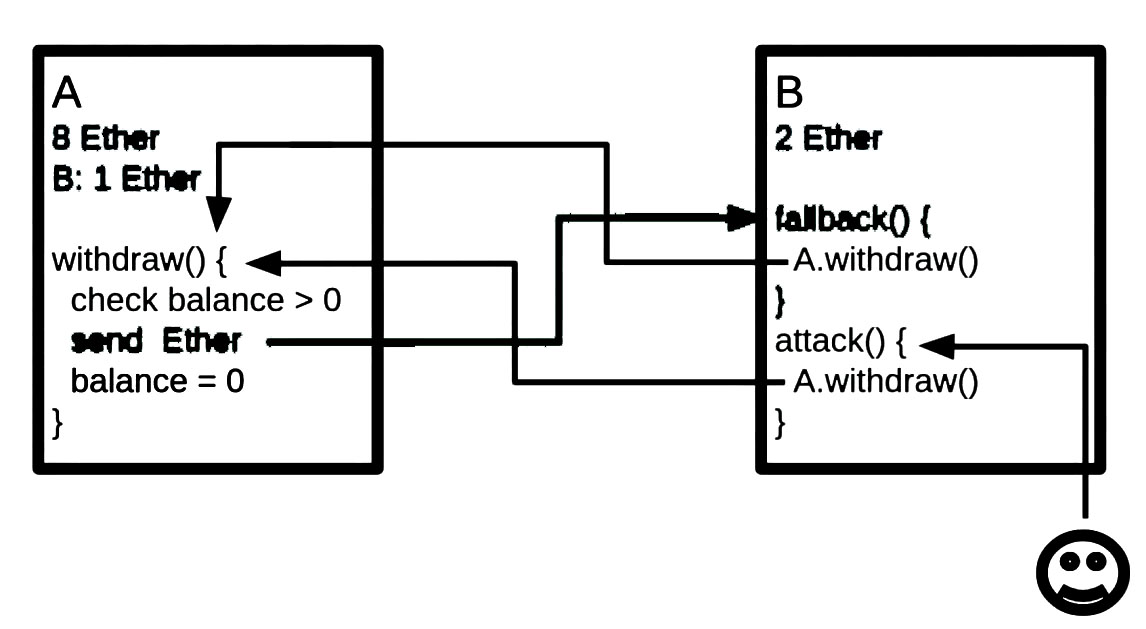 A
8 Ether
B: 1 Ether
withdraw() {
check balance > 0
send Ether
balance = 0
}
B
2 Ether
fallback() {
A.withdraw()
}
attack() {
A.withdraw()
}